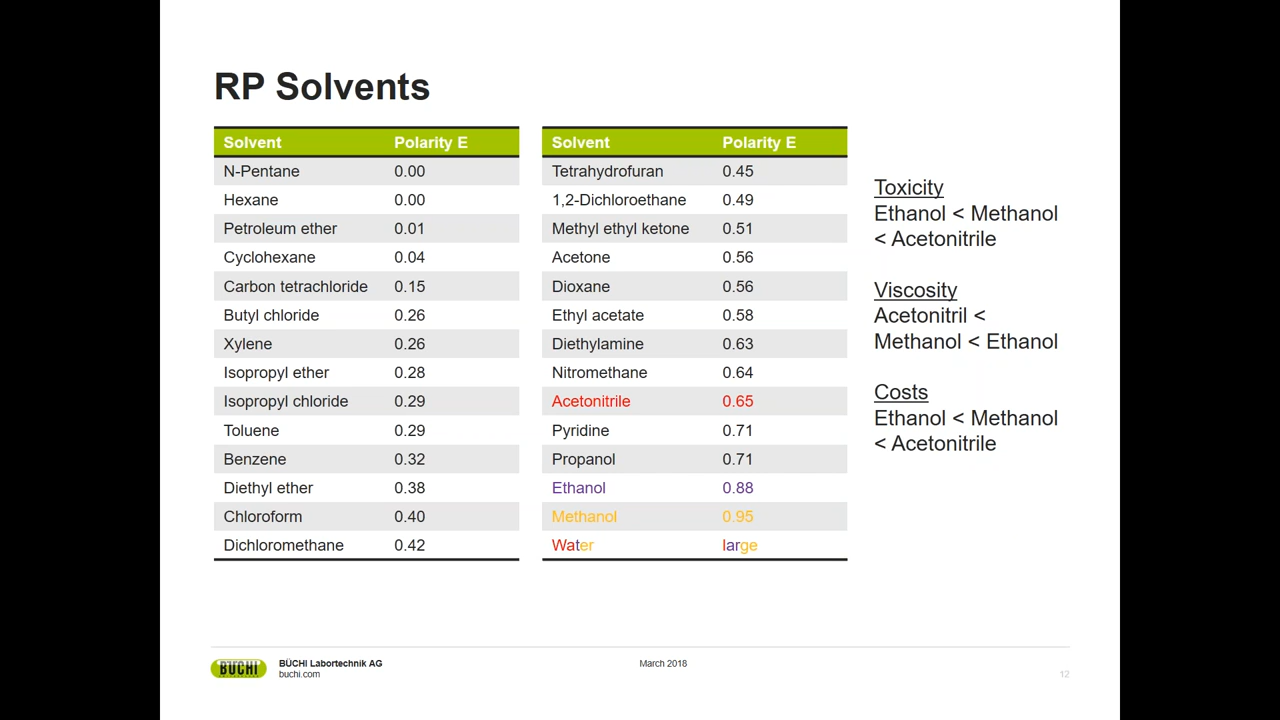 RP Solvents
Solvent Polarity E
N-Pentane 0.00
Hexane 0.00
Petroleum ether 0.01
Cyclohexane 0.04
Carbon tetrachloride 0.15
Butyl chloride 0.26
Xylene 0.26
Isopropyl ether 0.28
Isopropyl chloride 0.29
Toluene 0.29
Benzene 0.32
Diethyl ether 0.38
Chloroform 0.40
Dichloromethane 0.42
Solvent Polarity E
Tetrahydrofuran 0.45
1,2-Dichloroethane 0.49
Methyl ethyl ketone 0.51
Acetone 0.56
Dioxane 0.56
Ethyl acetate 0.58
Diethylamine 0.63
Nitromethane 0.64
Acetonitrile 0.65
Pyridine 0.71
Propanol 0.71
Ethanol 0.88
Methanol 0.95
Water large
Toxicity
Ethanol < Methanol
< Acetonitrile
Viscosity
Acetonitril <
Methanol < Ethanol
Costs
Ethanol < Methanol
< Acetonitrile
BÜCHI
BÜCHI Labortechnik AG
buchi.com
March 2018
12